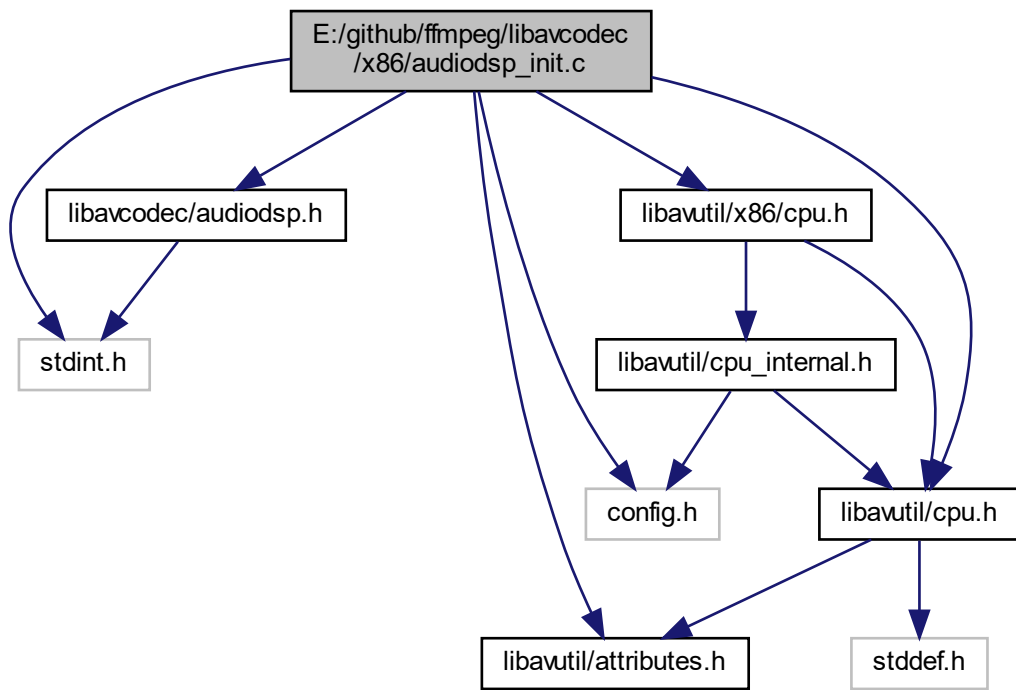 E:/github/ffmpeg/libavcodec
/x86/audiodsp_init.c
libavcodec/audiodsp.h
libavutil/x86/cpu.h
stdint.h
libavutil/cpu_internal.h
config.h
libavutil/cpu.h
libavutil/attributes.h
stddef.h